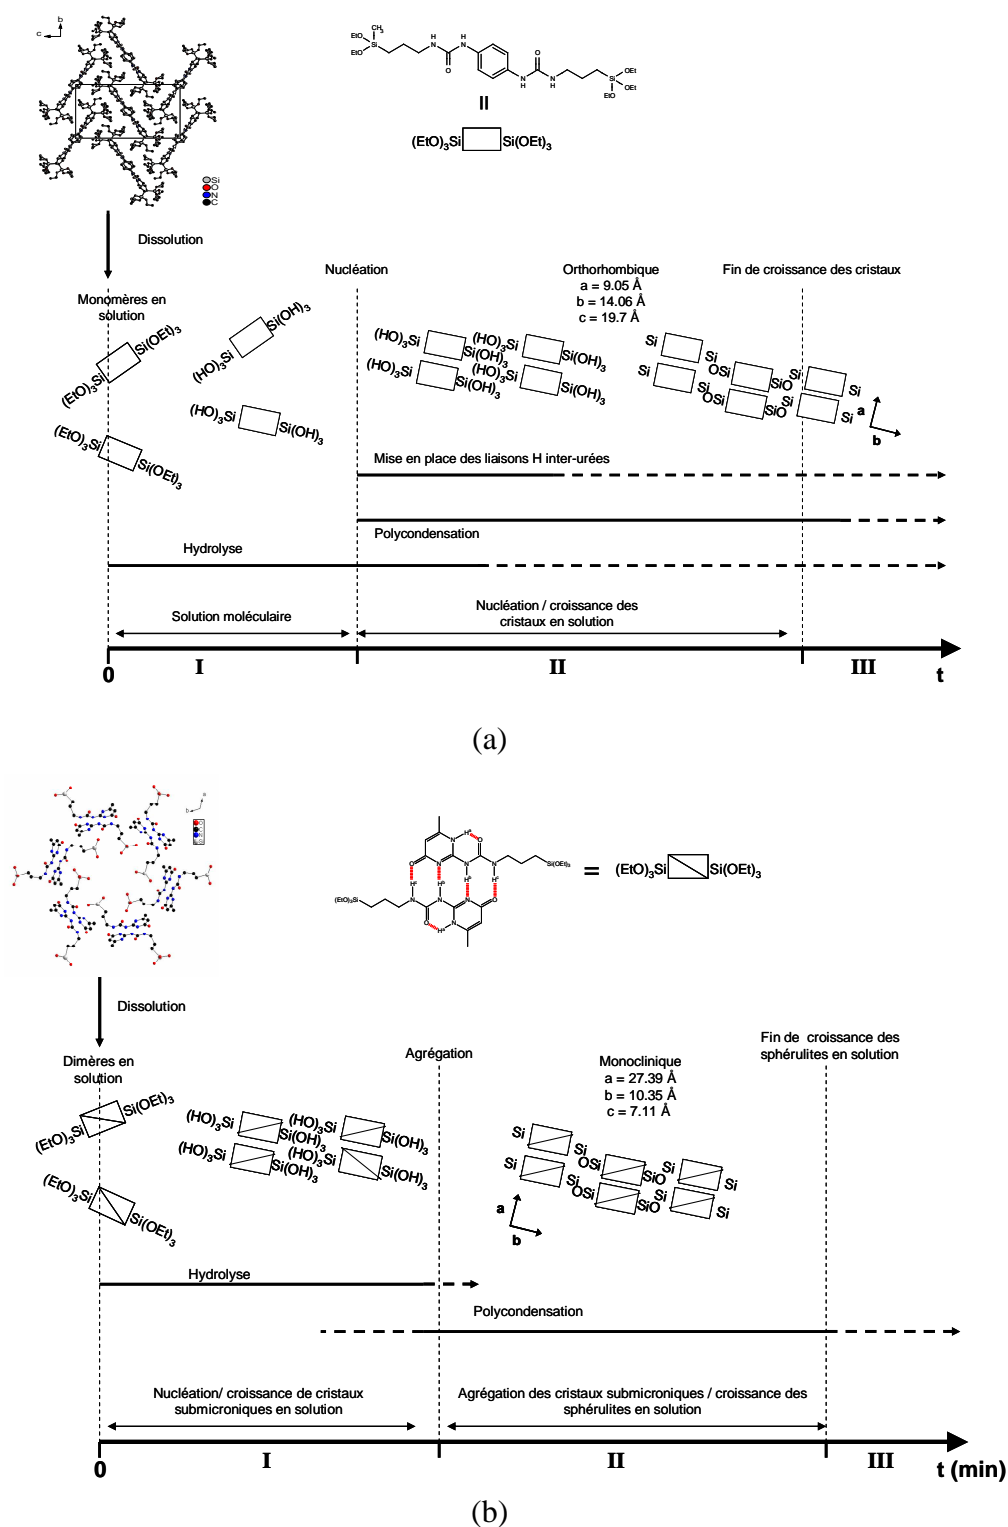 b
c
Si
O
N
C
EtO
CH3
EtO
Si
H
N
O
H
N
N
H
O
N
H
Si
OEt
OEt
EtO
=
(EtO)3Si Si(OEt)3
Dissolution
Nucléation
Orthorhombique
a = 9.05 Å
b = 14.06 Å
c = 19.7 Å
Fin de croissance des cristaux
Monomères en
solution
(EtO)3Si Si(OEt)3
(HO)3Si Si(OH)3
(EtO)3Si Si(OEt)3
(HO)3Si Si(OH)3
(HO)3Si Si(OH)3
(HO)3Si Si(OH)3
(HO)3Si Si(OH)3
(HO)3Si Si(OH)3
Si Si
OSi SiO
Si Si
Si Si
OSi SiO
Si Si
a
b
Mise en place des liaisons H inter-urées
Polycondensation
Hydrolyse
Solution moléculaire
Nucléation / croissance des
cristaux en solution
0
I
II
III
t
(a)
a
b
O
C
N
Si
(EtO)3Si
Si(OEt)3
= (EtO)3Si Si(OEt)3
Dissolution
Dimères en
solution
Agrégation
Monoclinique
a = 27.39 Å
b = 10.35 Å
c = 7.11 Å
Fin de croissance des
sphérulites en solution
(EtO)3Si Si(OEt)3
(EtO)3Si Si(OEt)3
(HO)3Si Si(OH)3
(HO)3Si Si(OH)3
(HO)3Si Si(OH)3
(HO)3Si Si(OH)3
Si Si
OSi SiO
Si Si
Si Si
OSi SiO
Si Si
a
b
Hydrolyse
Polycondensation
Nucléation/ croissance de cristaux
submicroniques en solution
Agrégation des cristaux submicroniques / croissance des
sphérulites en solution
0
I
II
III
t (min)
(b)